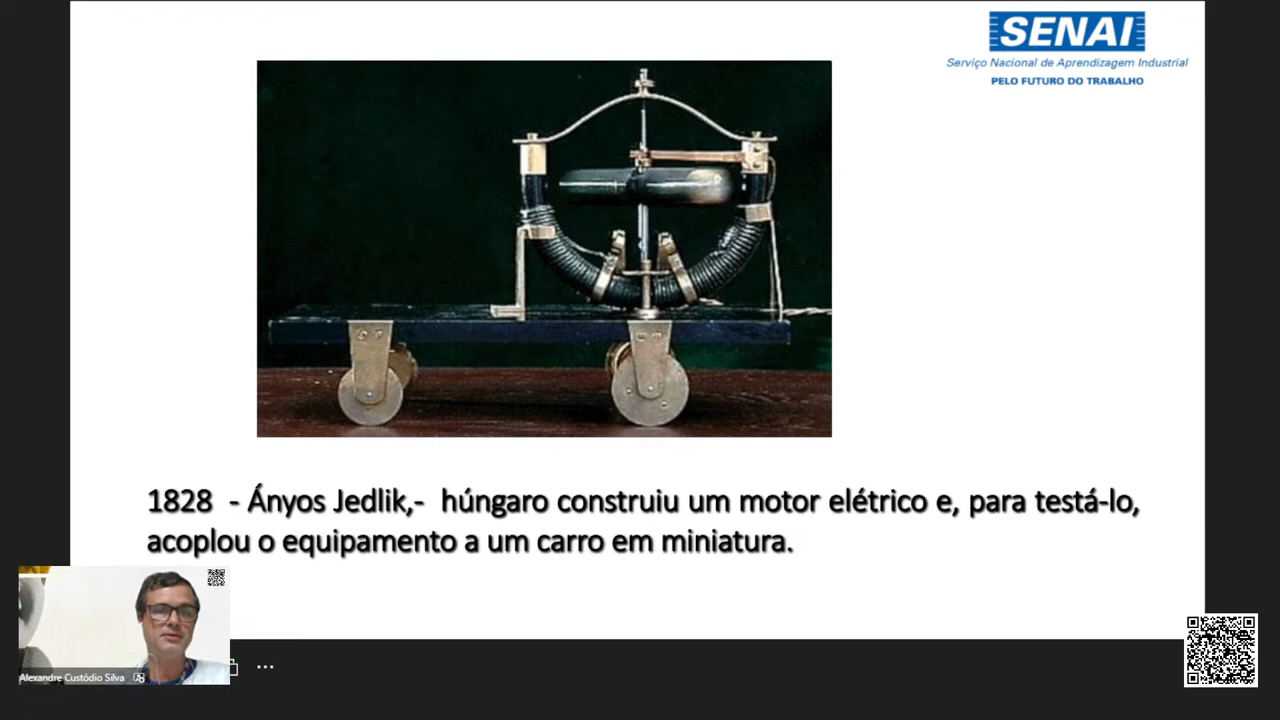 SENAI
Serviço Nacional de Aprendizagem Industrial
PELO FUTURO DO TRABALHO
1828 - Ányos Jedlik,- húngaro construiu um motor elétrico e, para testá-lo,
acoplou o equipamento a um carro em miniatura.
Alexandre Custódio Silva